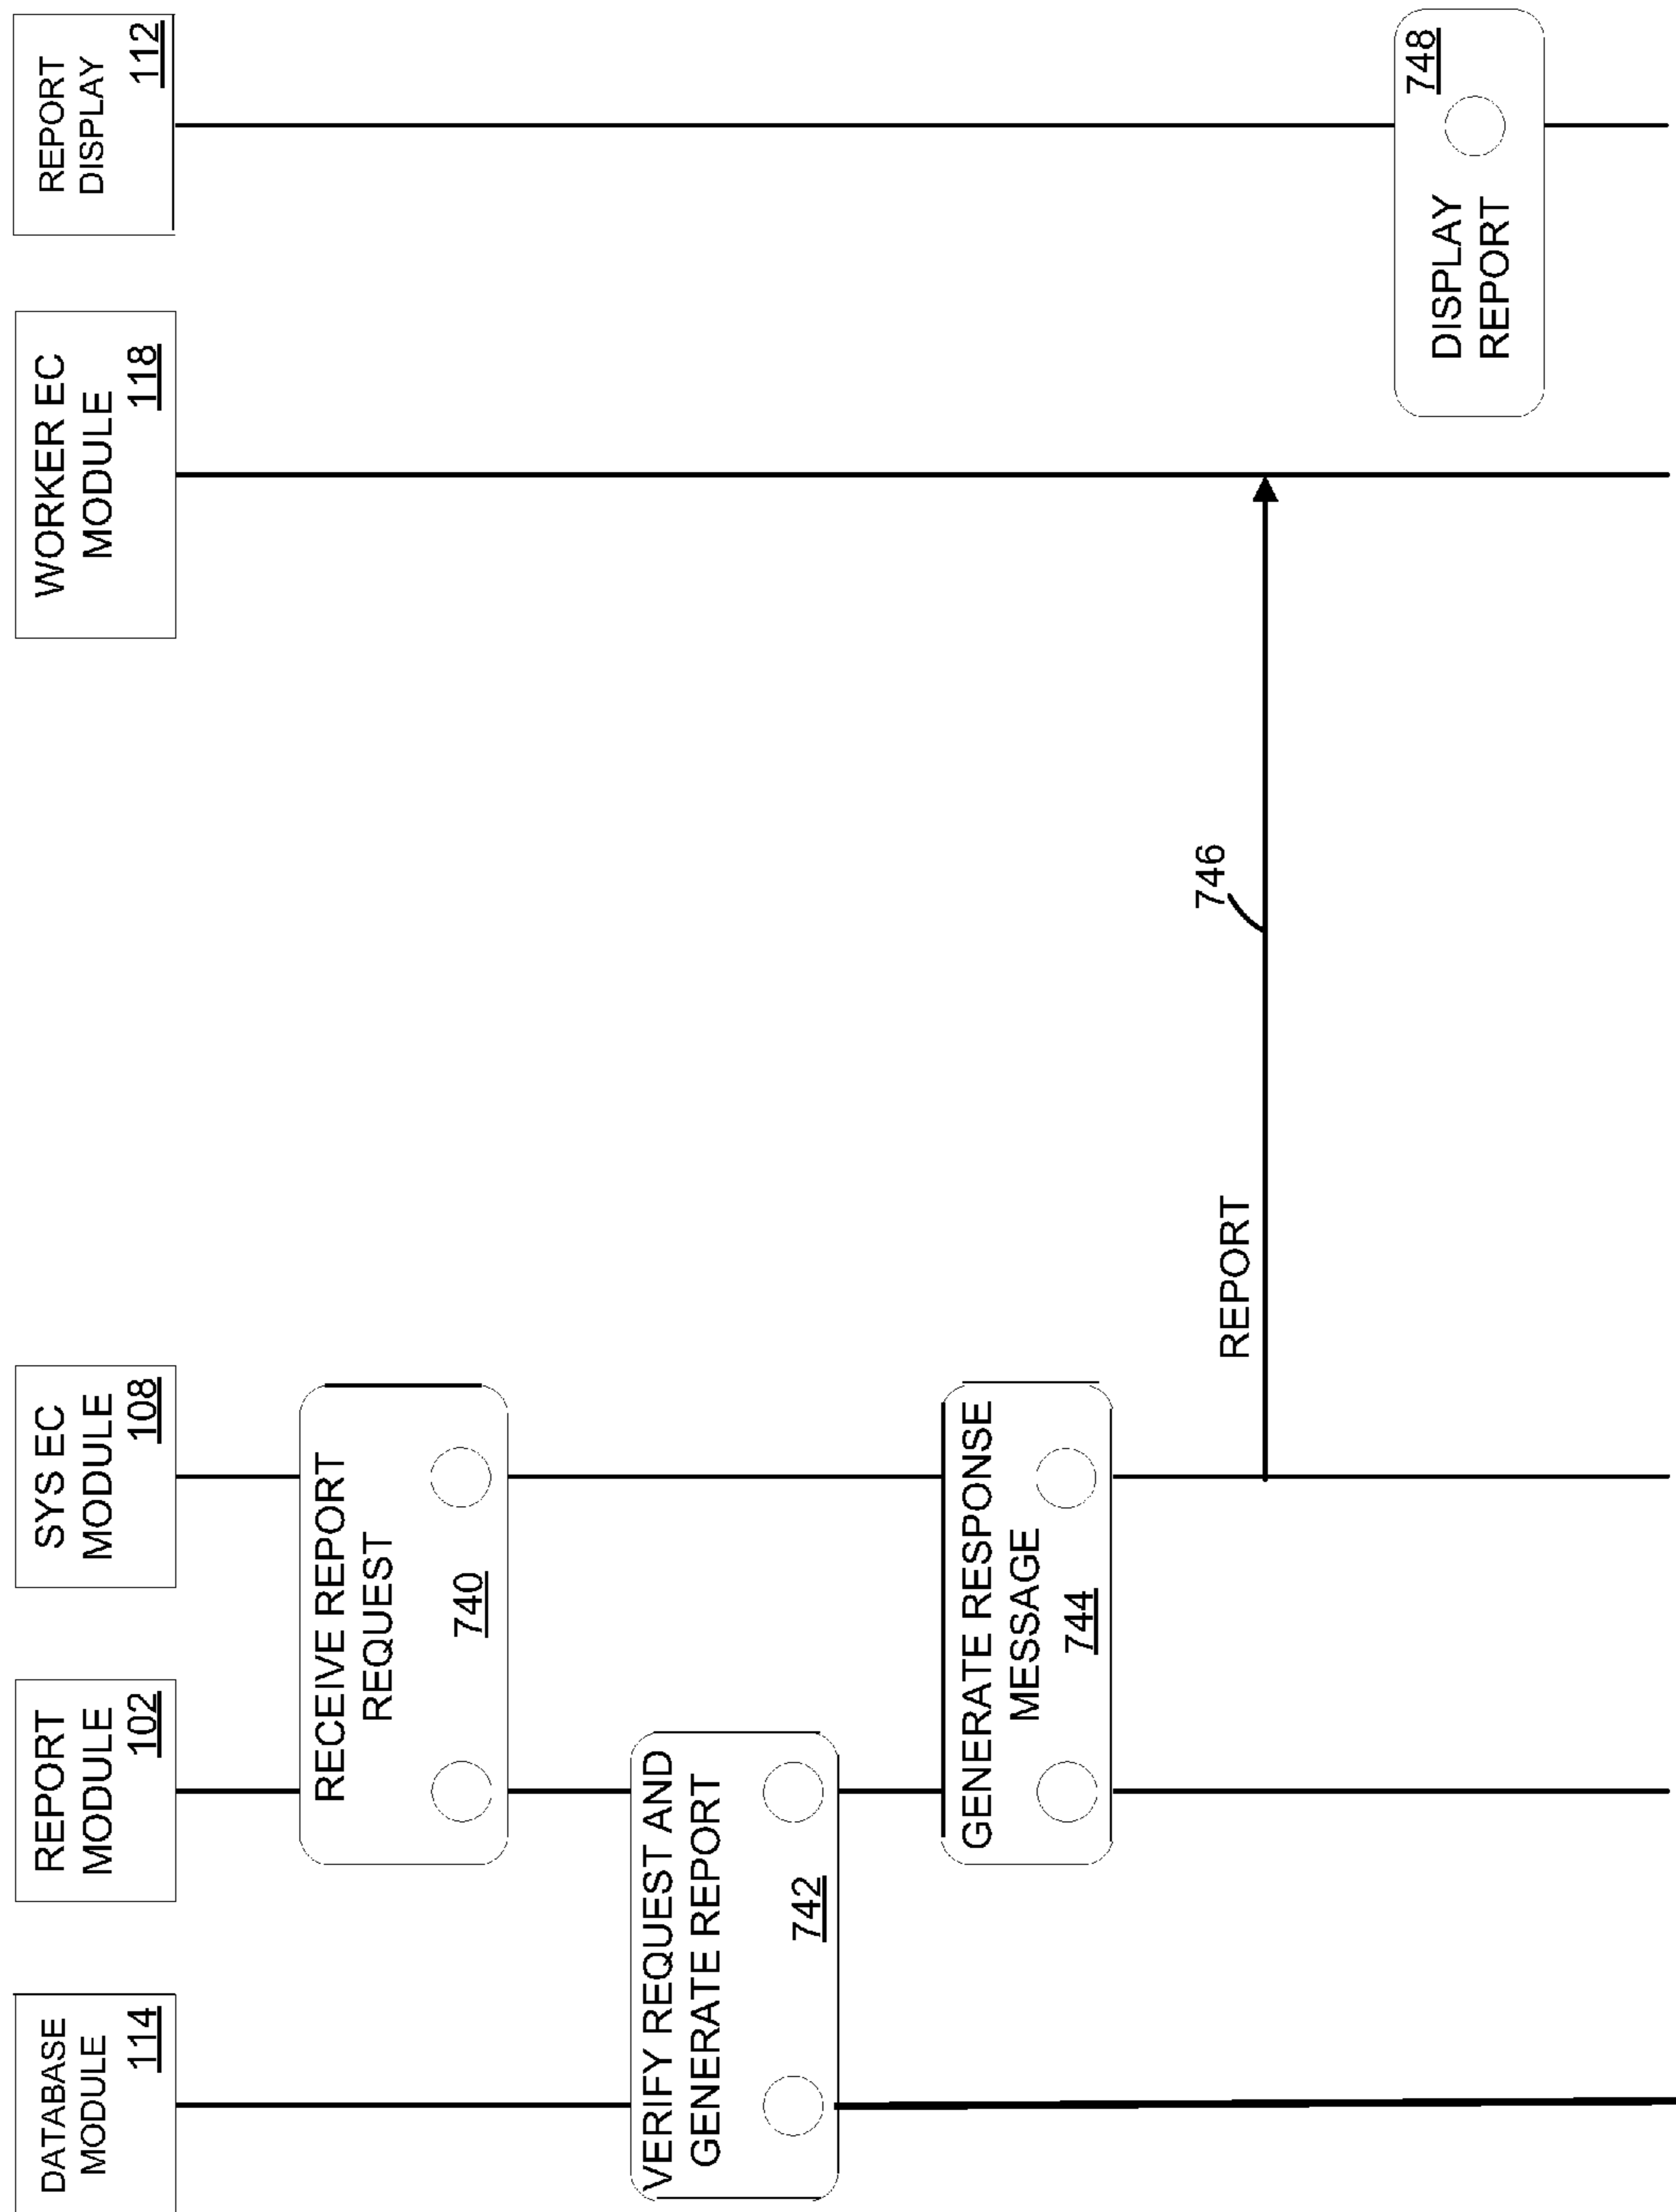 DATABASE
MODULE
114
REPORT
MODULE
102
SYS EC
MODULE
108
WORKER EC
MODULE
118
REPORT
DISPLAY
112
RECEIVE REPORT
REQUEST
740
VERIFY REQUEST AND
GENERATE REPORT
742
GENERATE RESPONSE
MESSAGE
744
REPORT
746
DISPLAY
REPORT
748